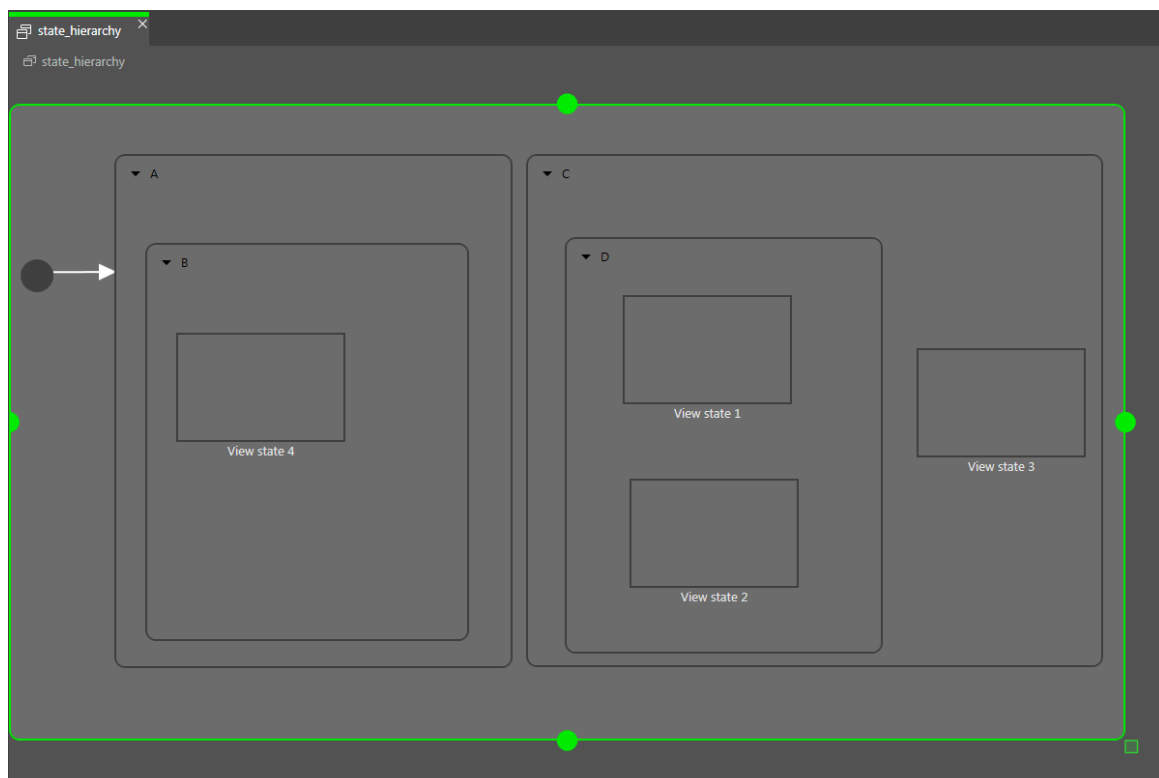 state_hierarchy
state_hierarchy
A
C
B
D
View state 1
View state 4
View state 3
View state 2